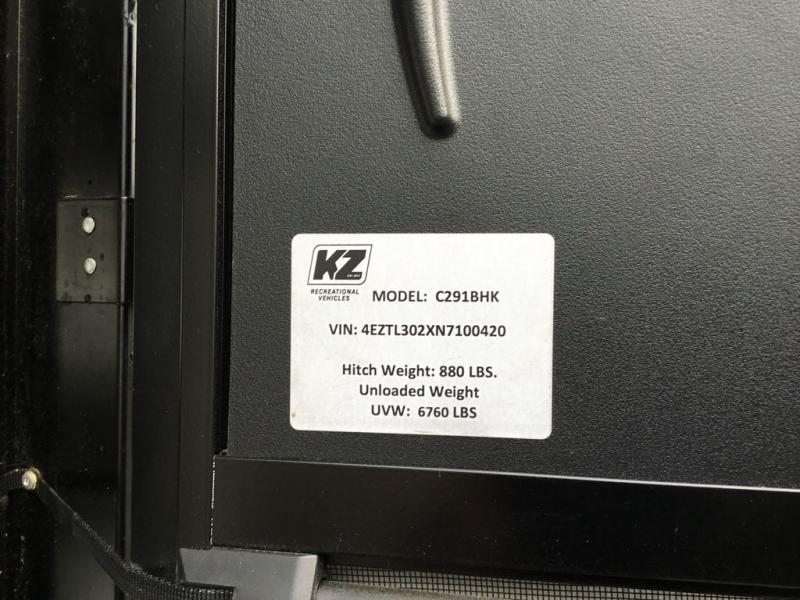 KZ
RECREATIONAL
VEHICLES
MODEL: C291BHK
VIN: 4EZTL302XN7100420
Hitch Weight: 880 LBS.
Unloaded Weight
UVW: 6760 LBS